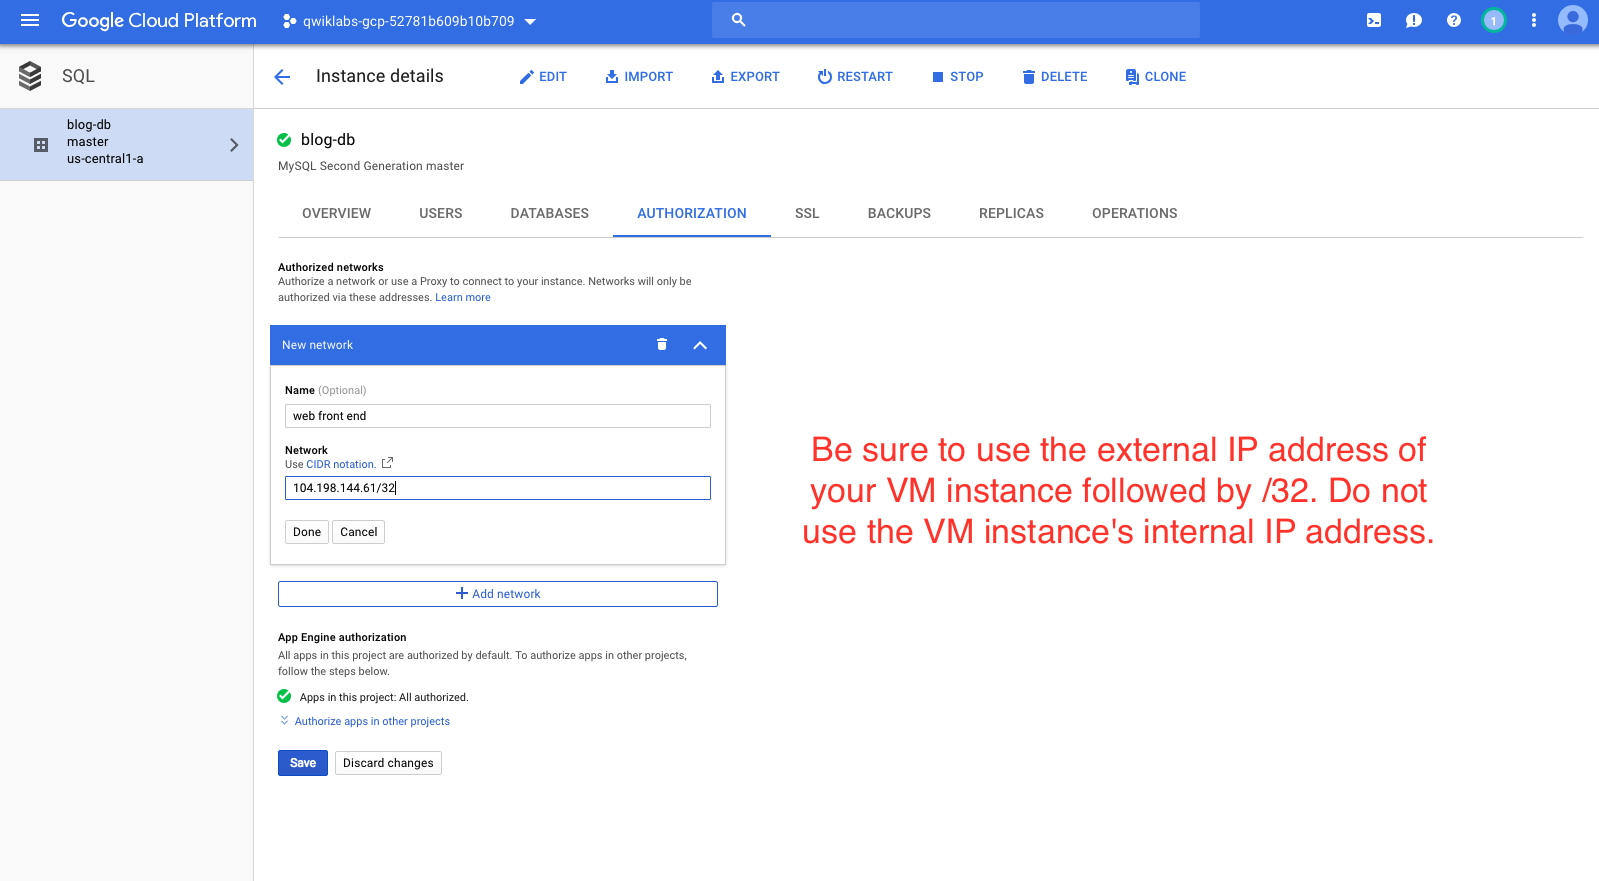 Google Cloud Platform
qwiklabs-gcp-52781b609b10b709
1
SQL
Instance details
EDIT
IMPORT
EXPORT
RESTART
STOP
DELETE
CLONE
blog-db
master
us-central1-a
blog-db
MySQL Second Generation master
OVERVIEW
USERS
DATABASES
AUTHORIZATION
SSL
BACKUPS
REPLICAS
OPERATIONS
Authorized networks
Authorize a network or use a Proxy to connect to your instance. Networks will only be
authorized via these addresses. Learn more
New network
Name (Optional)
web front end
Network
Use CIDR notation.
104.198.144.61/32
Done
Cancel
Add network
Be sure to use the external IP address of
your VM instance followed by /32. Do not
use the VM instance's internal IP address.
App Engine authorization
All apps in this project are authorized by default. To authorize apps in other projects,
follow the steps below.
Apps in this project: All authorized.
Authorize apps in other projects
Save
Discard changes